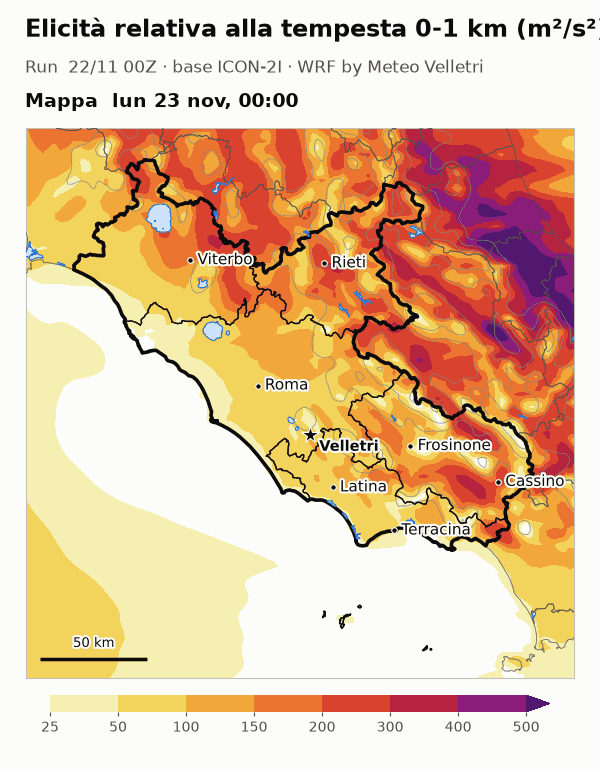 Elicità relativa alla tempesta 0-1 km (m²/s²)
Run  22/11 00Z · base ICON-2I · WRF by Meteo Velletri
Mappa  lun 23 nov, 00:00
Viterbo
Rieti
Roma
Velletri
Frosinone
Cassino
Latina
Terracina
50 km
25 50 100 150 200 300 400 500